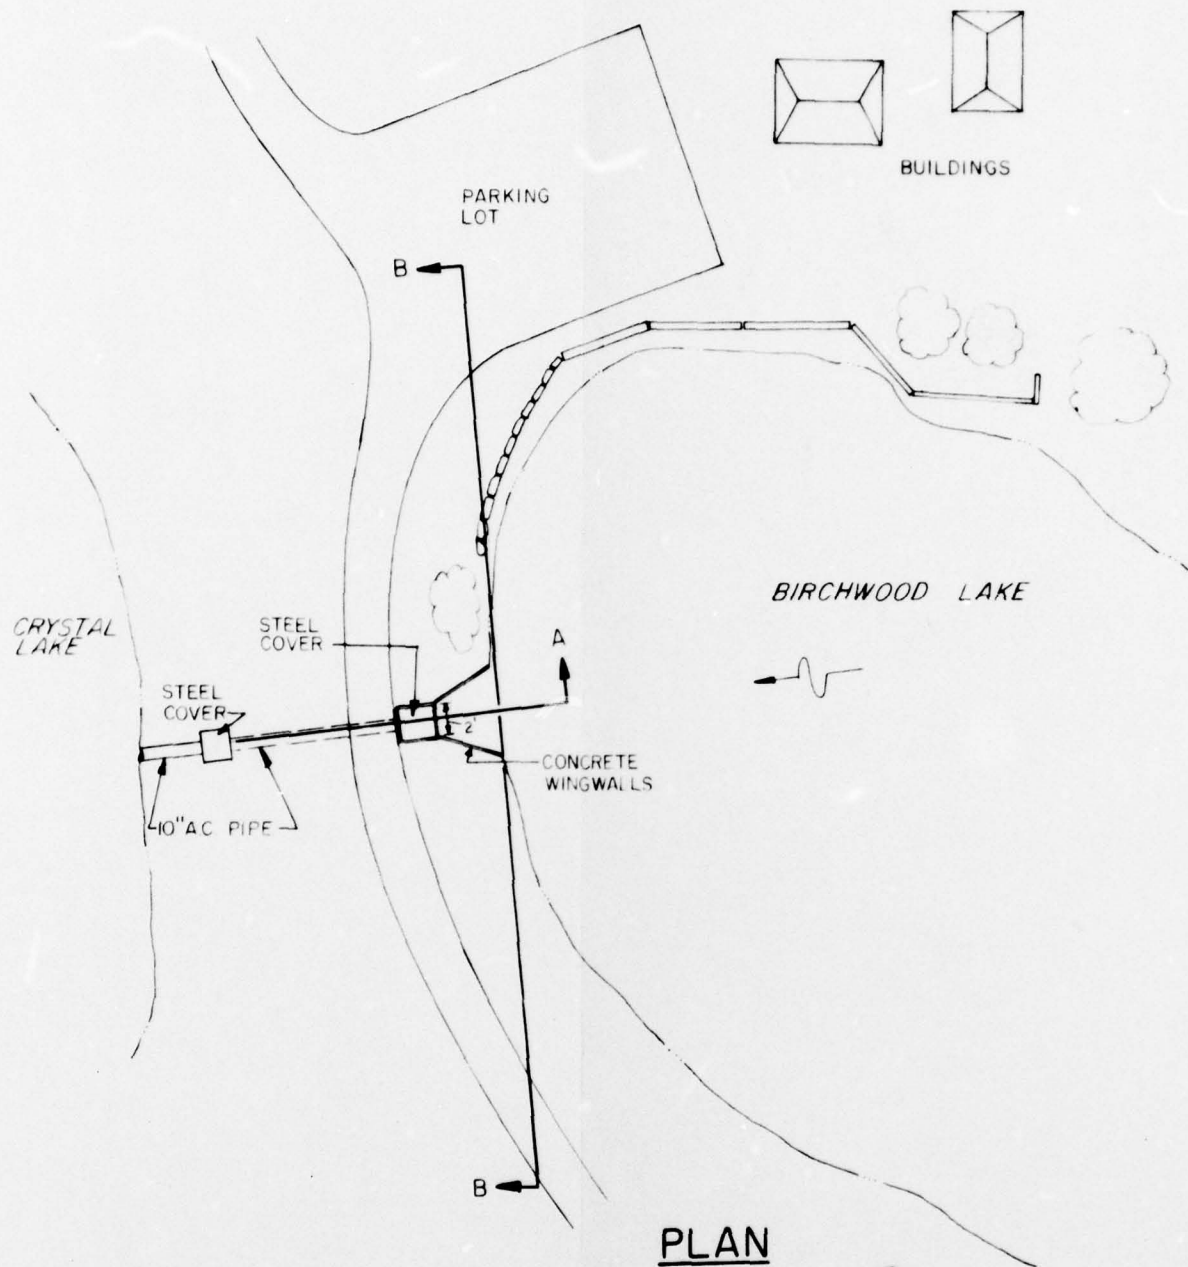 BUILDINGS
PARKING
LOT
B
BIRCHWOOD LAKE
CRYSTAL
LAKE
STEEL
COVER
A
STEEL
COVER
2'
CONCRETE
WINGWALLS
10" A C PIPE
B
PLAN